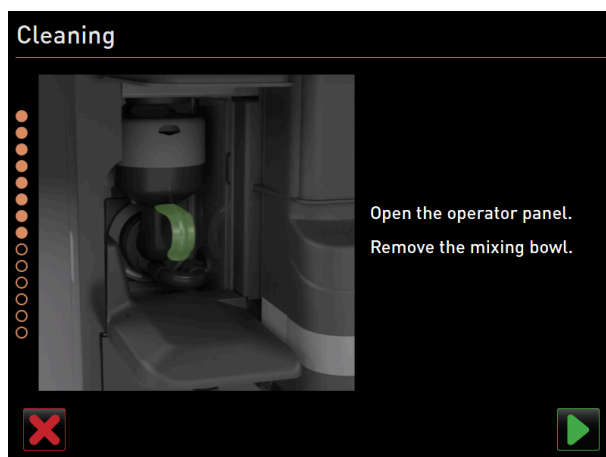 Cleaning
Open the operator panel.
Remove the mixing bowl.